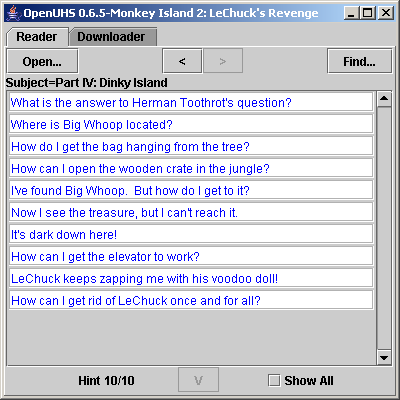 OpenUHS 0.6.5-Monkey Island 2: LeChuck's Revenge
Reader Downloader
Open... < > Find...
Subject=Part IV: Dinky Island
What is the answer to Herman Toothrot's question?
Where is Big Whoop located?
How do I get the bag hanging from the tree?
How can I open the wooden crate in the jungle?
I've found Big Whoop.  But how do I get to it?
Now I see the treasure, but I can't reach it.
It's dark down here!
How can I get the elevator to work?
LeChuck keeps zapping me with his voodoo doll!
How can I get rid of LeChuck once and for all?
Hint 10/10 V Show All